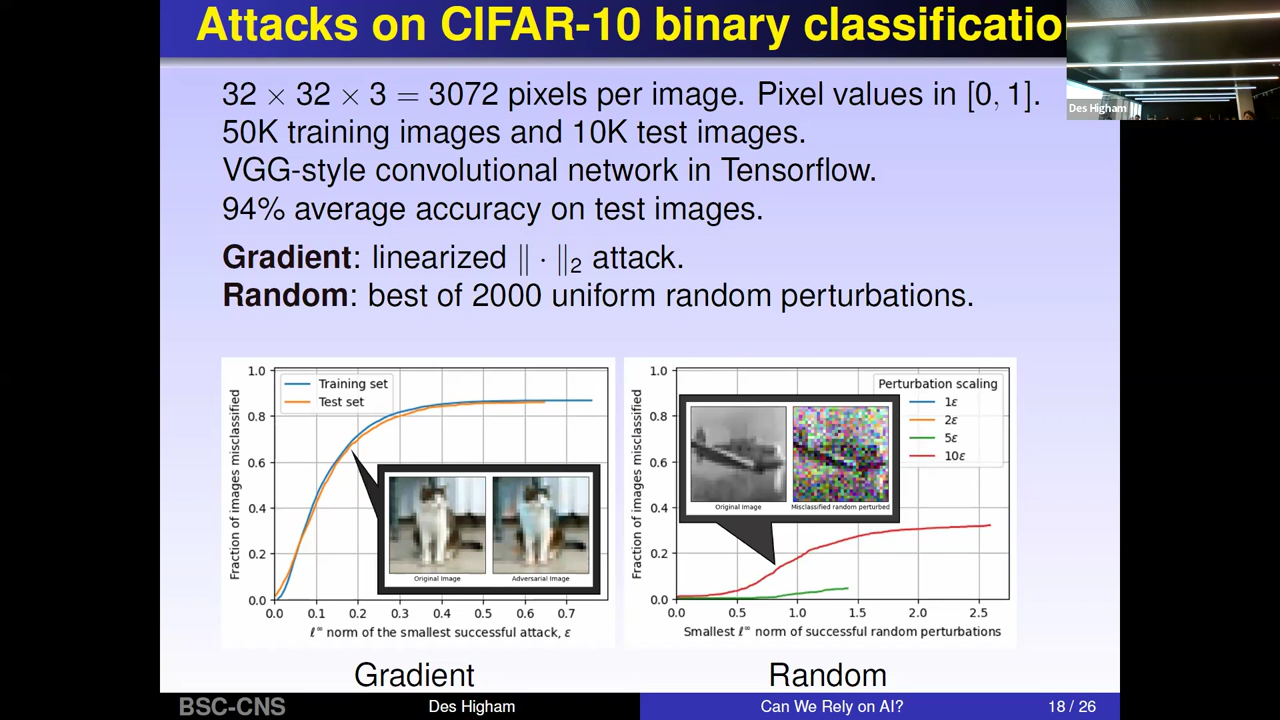 Attacks on CIFAR-10 binary classificatio
Des Higham
32 × 32 × 3 = 3072 pixels per image. Pixel values in [0, 1].
50K training images and 10K test images.
VGG-style convolutional network in Tensorflow.
94% average accuracy on test images.
Gradient: linearized ‖ · ‖₂ attack.
Random: best of 2000 uniform random perturbations.
Fraction of images misclassified
1.0
0.8
0.6
0.4
0.2
0.0
Training set
Test set
Original Image
Adversarial Image
0.0 0.1 0.2 0.3 0.4 0.5 0.6 0.7
ℓ∞ norm of the smallest successful attack, ε
Gradient
Fraction of images misclassified
1.0
0.8
0.6
0.4
0.2
0.0
Perturbation scaling
1ε
2ε
5ε
10ε
Original Image
Misclassified random perturbed
0.0 0.5 1.0 1.5 2.0 2.5
Smallest ℓ∞ norm of successful random perturbations
Random
BSC-CNS
Des Higham
Can We Rely on AI?
18 / 26